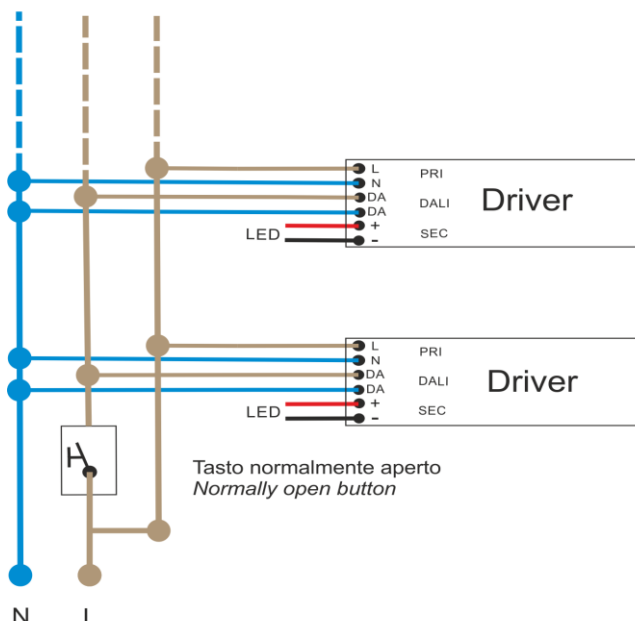 L
N PRI
DA
DA DALI
+
- SEC
Driver
LED
L
N PRI
DA
DA DALI
+
- SEC
Driver
LED
Tasto normalmente aperto
Normally open button
N L